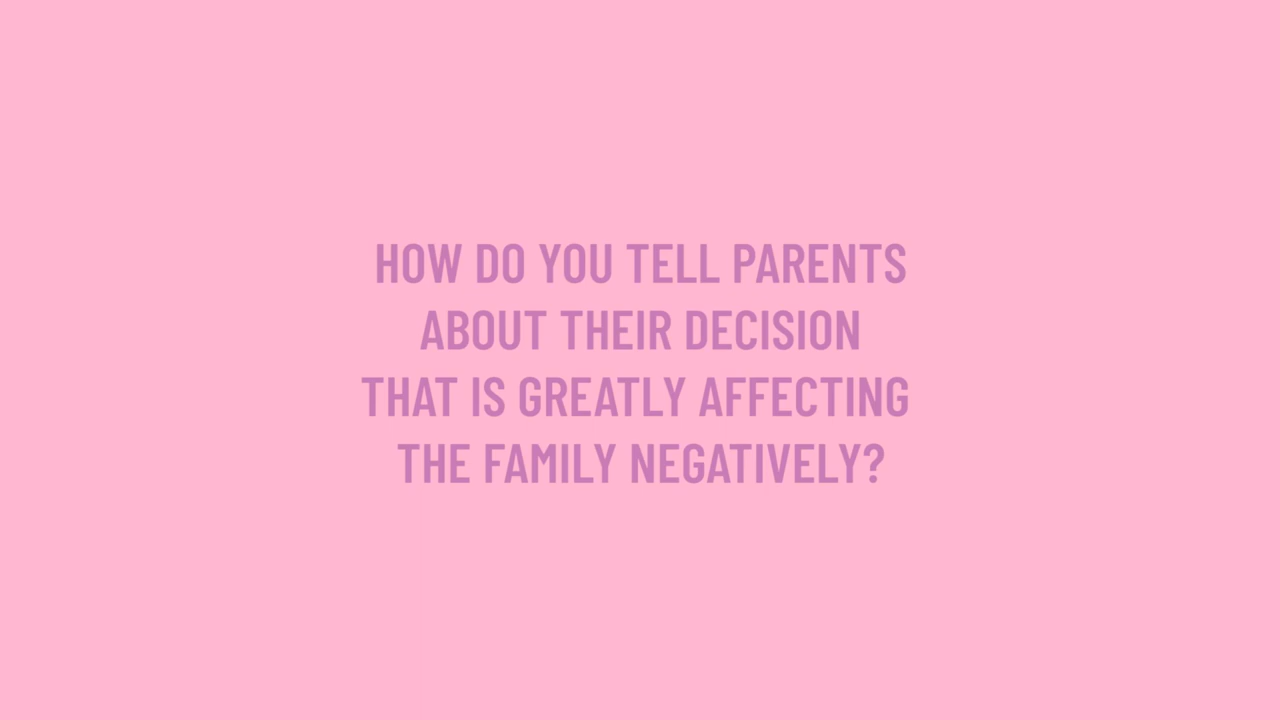 HOW DO YOU TELL PARENTS
ABOUT THEIR DECISION
THAT IS GREATLY AFFECTING
THE FAMILY NEGATIVELY?